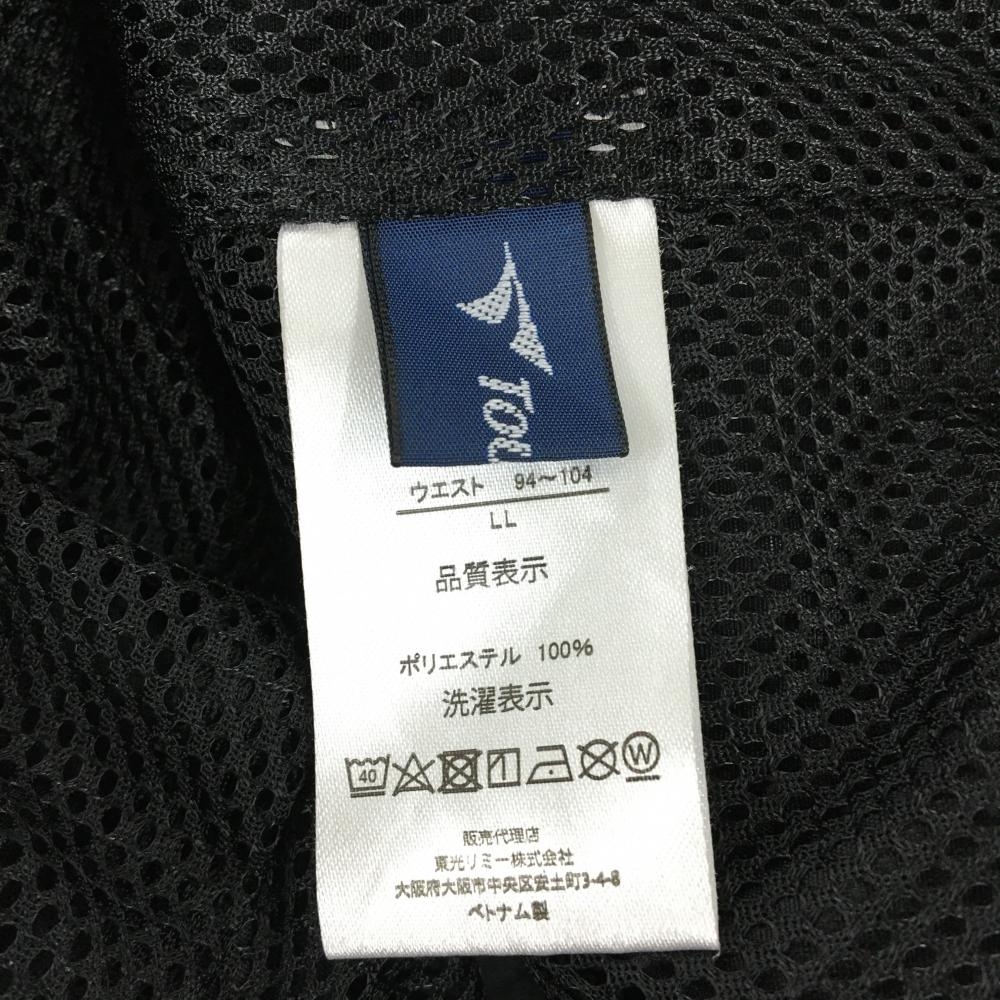 TOE
ウエスト 94～104
LL
品質表示
ポリエステル 100%
洗濯表示
40
W
販売代理店
東光リミー株式会社
大阪府大阪市中央区安土町3-4-8
ベトナム製